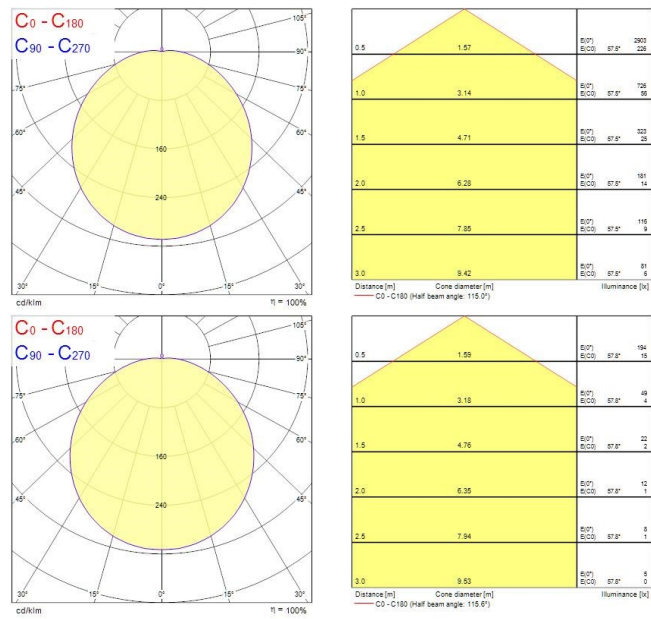 C0 - C180
C90 - C270
105°
90°
75°
60°
45°
30°
15°
0°
15°
30°
45°
60°
75°
90°
105°
160
240
cd/klm
η = 100%
0.5 1.57 E(0°) 2903
E(C0) 57.5° 226
1.0 3.14 E(0°) 726
E(C0) 57.5° 56
1.5 4.71 E(0°) 323
E(C0) 57.5° 25
2.0 6.28 E(0°) 181
E(C0) 57.5° 14
2.5 7.85 E(0°) 116
E(C0) 57.5° 9
3.0 9.42 E(0°) 81
E(C0) 57.5° 6
Distance [m] Cone diameter [m] Illuminance [lx]
C0 - C180 (Half beam angle: 115.0°)
C0 - C180
C90 - C270
105°
90°
75°
60°
45°
30°
15°
0°
15°
30°
45°
60°
75°
90°
105°
160
240
cd/klm
η = 100%
0.5 1.59 E(0°) 194
E(C0) 57.8° 15
1.0 3.18 E(0°) 49
E(C0) 57.8° 4
1.5 4.76 E(0°) 22
E(C0) 57.8° 2
2.0 6.35 E(0°) 12
E(C0) 57.8° 1
2.5 7.94 E(0°) 8
E(C0) 57.8° 1
3.0 9.53 E(0°) 5
E(C0) 57.8° 0
Distance [m] Cone diameter [m] Illuminance [lx]
C0 - C180 (Half beam angle: 115.6°)